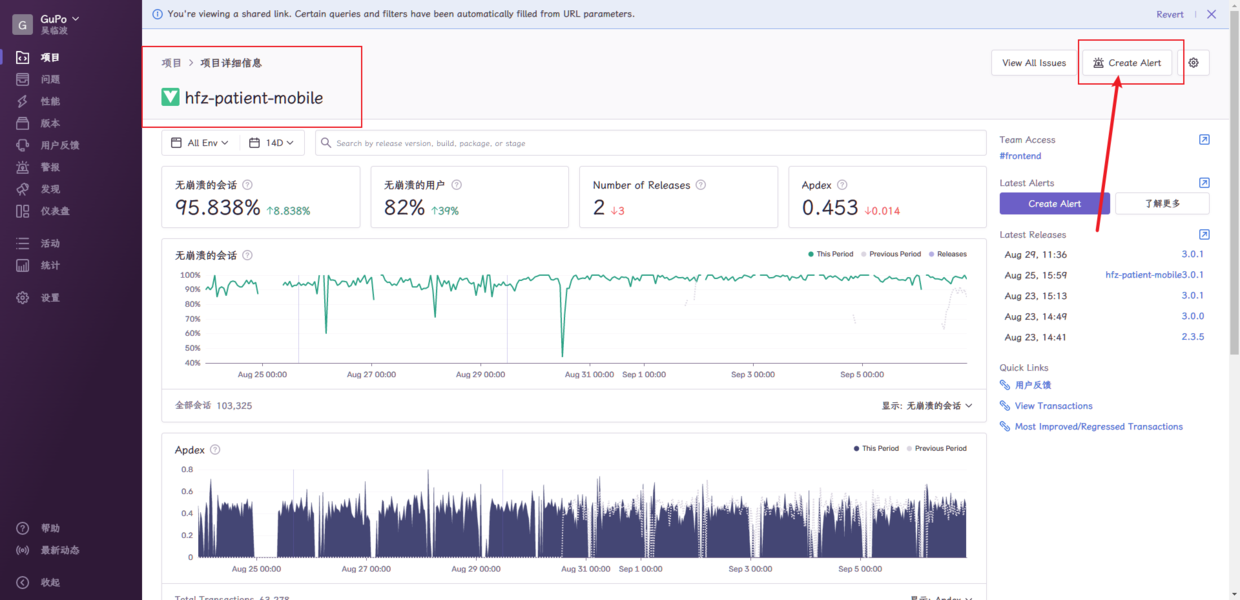 You're viewing a shared link. Certain queries and filters have been automatically filled from URL parameters.
Revert
G
GuPo
吴临波
项目
问题
性能
版本
用户反馈
警报
发现
仪表盘
活动
统计
设置
帮助
最新动态
收起
项目 > 项目详细信息
hfz-patient-mobile
View All Issues
Create Alert
All Env
14D
Search by release version, build, package, or stage
无崩溃的会话
95.838% ↑8.838%
无崩溃的用户
82% ↑39%
Number of Releases
2 ↓3
Apdex
0.453 ↓0.014
无崩溃的会话
This Period Previous Period Releases
100%
90%
80%
70%
60%
50%
40%
Aug 25 00:00 Aug 27 00:00 Aug 29 00:00 Aug 31 00:00 Sep 1 00:00 Sep 3 00:00 Sep 5 00:00
全部会话 103,325
显示: 无崩溃的会话
Apdex
This Period Previous Period
0.8
0.6
0.4
0.2
0
Aug 25 00:00 Aug 27 00:00 Aug 29 00:00 Aug 31 00:00 Sep 1 00:00 Sep 3 00:00 Sep 5 00:00
Total Transactions 63,278
显示: Apdex
Team Access
#frontend
Latest Alerts
Create Alert
了解更多
Latest Releases
Aug 29, 11:36 3.0.1
Aug 25, 15:59 hfz-patient-mobile3.0.1
Aug 23, 15:13 3.0.1
Aug 23, 14:49 3.0.0
Aug 23, 14:41 2.3.5
Quick Links
用户反馈
View Transactions
Most Improved/Regressed Transactions